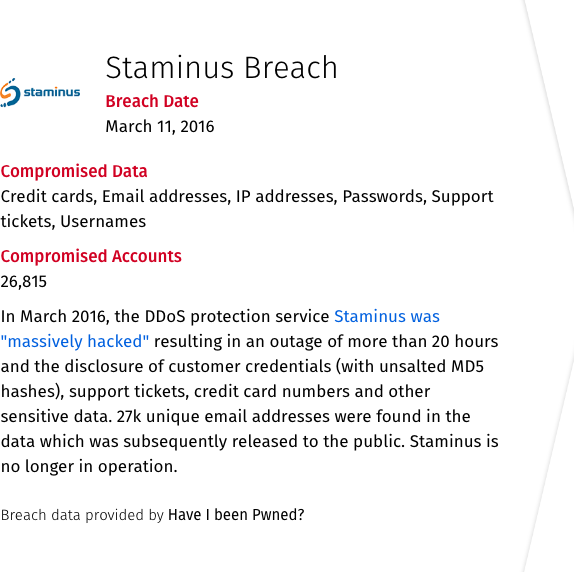 staminus
Staminus Breach
Breach Date
March 11, 2016
Compromised Data
Credit cards, Email addresses, IP addresses, Passwords, Support
tickets, Usernames
Compromised Accounts
26,815
In March 2016, the DDoS protection service Staminus was
"massively hacked" resulting in an outage of more than 20 hours
and the disclosure of customer credentials (with unsalted MD5
hashes), support tickets, credit card numbers and other
sensitive data. 27k unique email addresses were found in the
data which was subsequently released to the public. Staminus is
no longer in operation.
Breach data provided by Have I been Pwned?